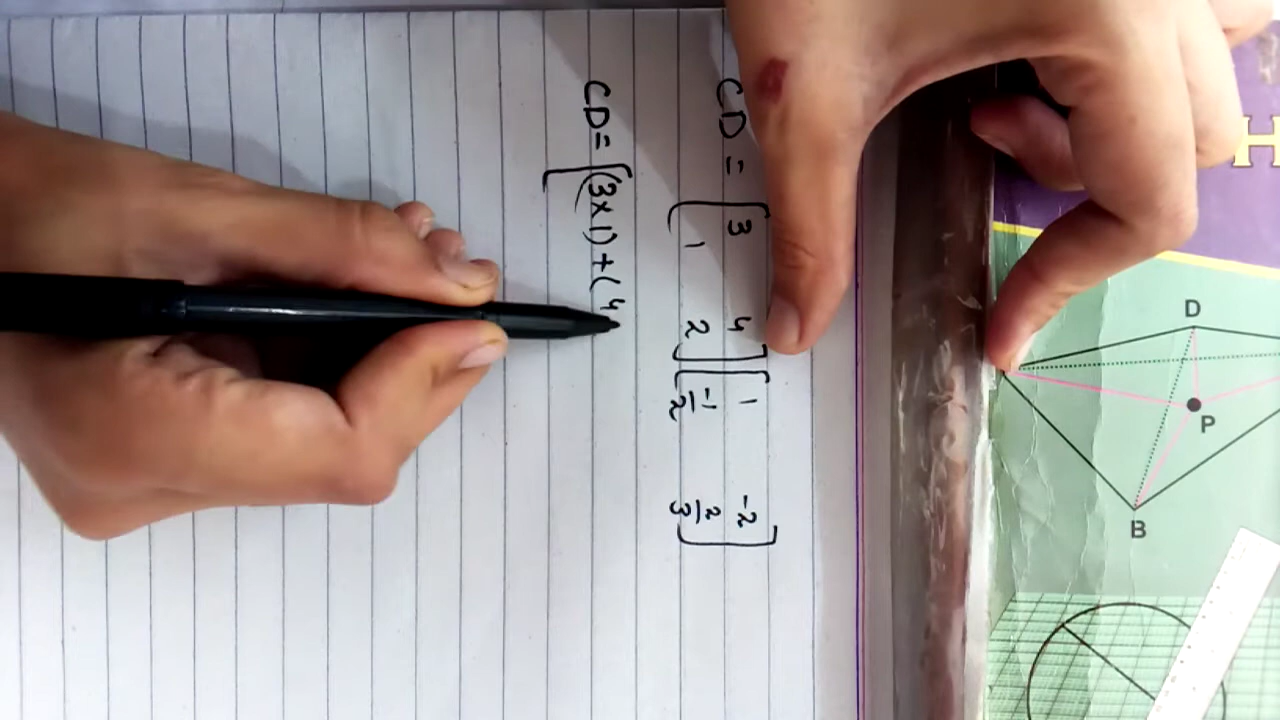 CD = [3 4] [1 -2]
[1 2] [-1/2 2/3]
CD = [(3×1)+(4
H
D
P
B